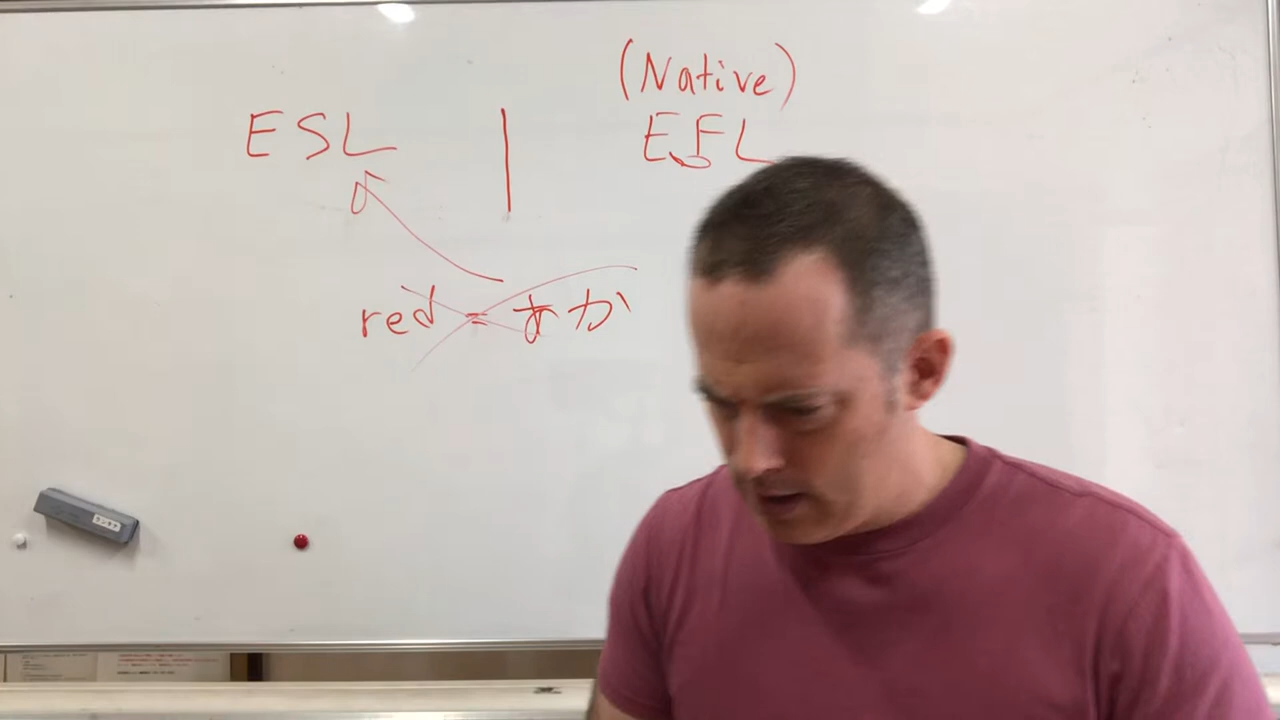 (Native)
ESL | EFL
red = あか